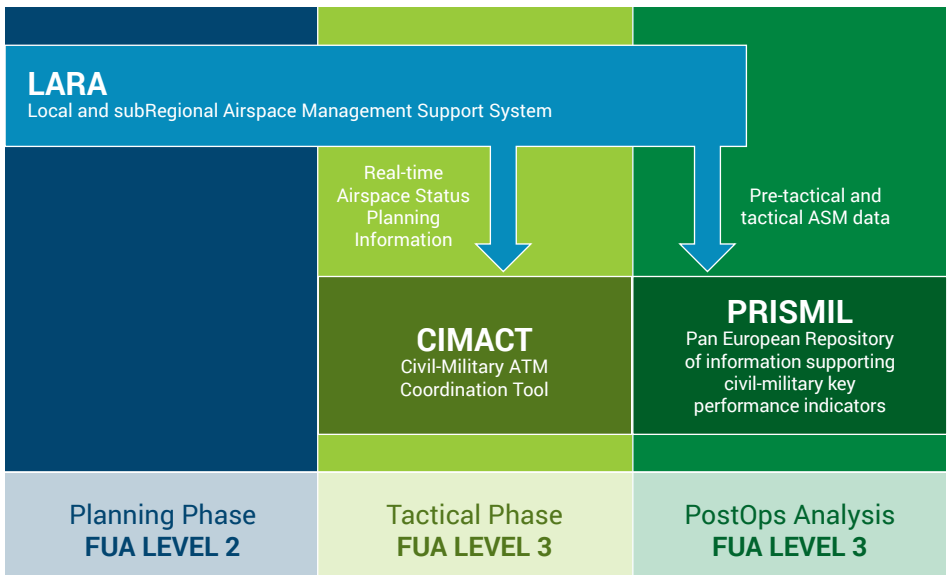 LARA
Local and subRegional Airspace Management Support System
Real-time
Airspace Status
Planning
Information
Pre-tactical and
tactical ASM data
CIMACT
Civil-Military ATM
Coordination Tool
PRISMIL
Pan European Repository
of information supporting
civil-military key
performance indicators
Planning Phase
FUA LEVEL 2
Tactical Phase
FUA LEVEL 3
PostOps Analysis
FUA LEVEL 3